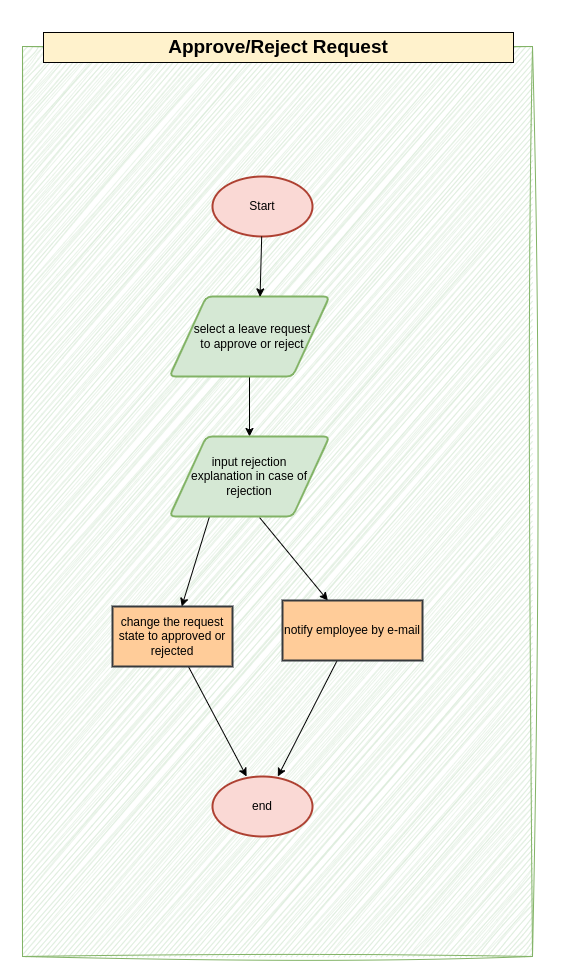 Approve/Reject Request
Start
select a leave request
to approve or reject
input rejection
explanation in case of
rejection
change the request
state to approved or
rejected
notify employee by e-mail
end